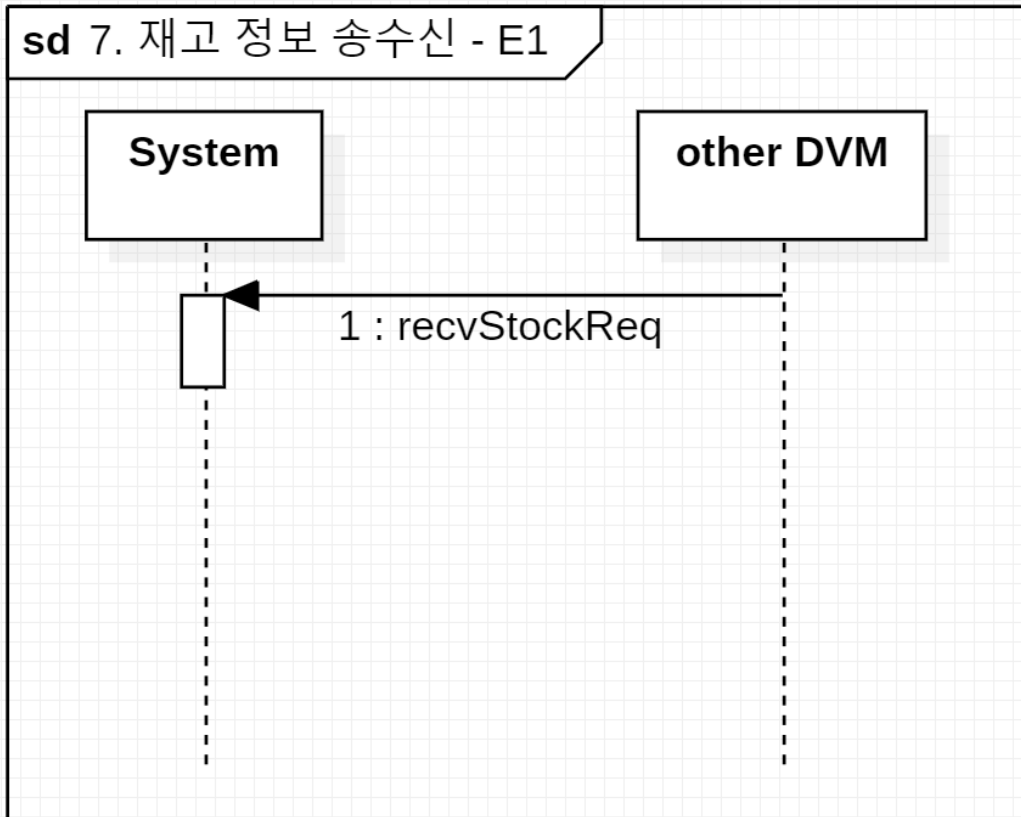 sd 7. 재고 정보 송수신 - E1
System
other DVM
1 : recvStockReq